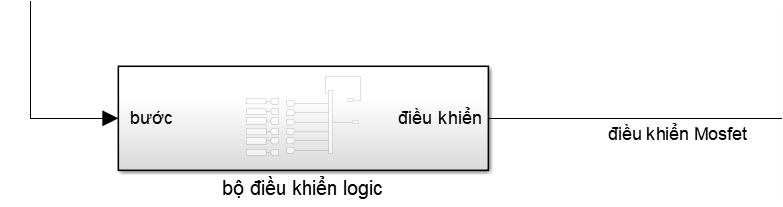 bước
điều khiển
điều khiển Mosfet
bộ điều khiển logic